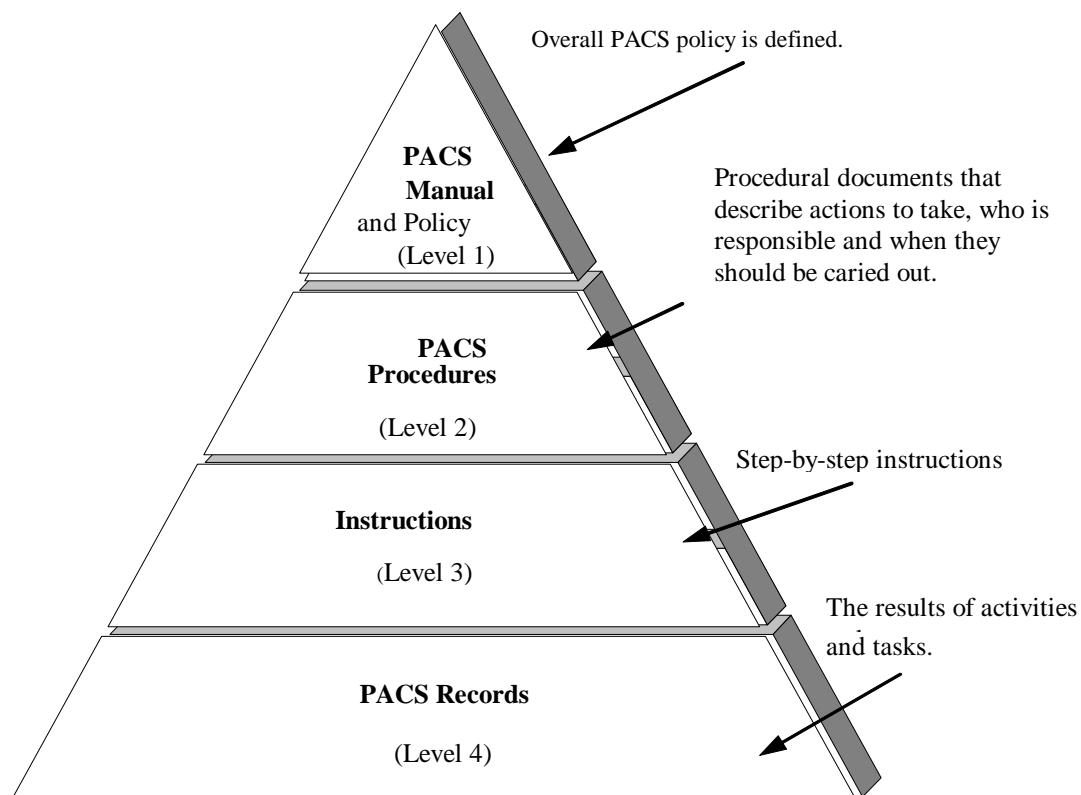 Overall PACS policy is defined.
PACS
Manual
and Policy
(Level 1)
Procedural documents that
describe actions to take, who is
responsible and when they
should be caried out.
PACS
Procedures
(Level 2)
Step-by-step instructions
Instructions
(Level 3)
The results of activities
and tasks.
PACS Records
(Level 4)